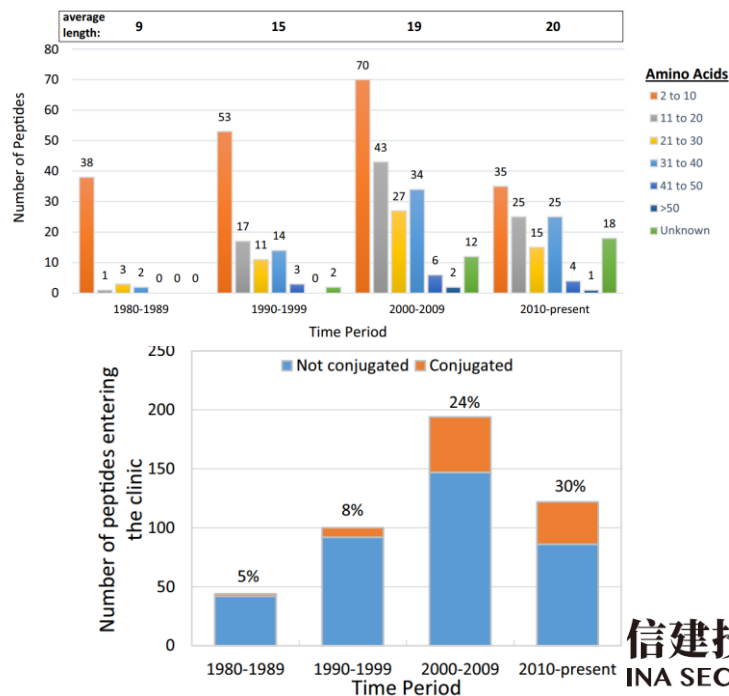 average length: 9 15 19 20
80
70
60
50
40
30
20
10
0
Number of Peptides
38 1 3 2 0 0 0
53 17 11 14 3 0 2
70 43 27 34 6 2 12
35 25 15 25 4 1 18
1980-1989 1990-1999 2000-2009 2010-present
Time Period
Amino Acids
2 to 10
11 to 20
21 to 30
31 to 40
41 to 50
>50
Unknown
250
200
150
100
50
0
Number of peptides entering
the clinic
Not conjugated Conjugated
5% 8% 24% 30%
1980-1989 1990-1999 2000-2009 2010-present
Time Period
信建投
INA SEC